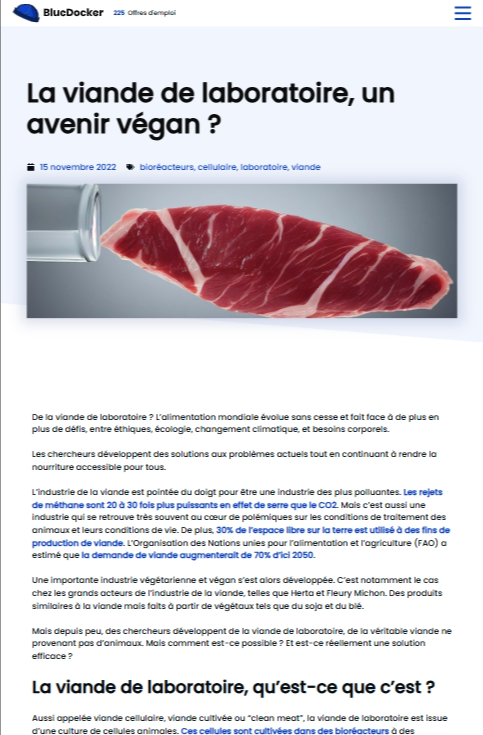 BlueDocker
225 Offres d'emploi
La viande de laboratoire, un
avenir végan ?
15 novembre 2022 bioréacteurs, cellulaire, laboratoire, viande
De la viande de laboratoire ? L'alimentation mondiale évolue sans cesse et fait face à de plus en
plus de défis, entre éthiques, écologie, changement climatique, et besoins corporels.
Les chercheurs développent des solutions aux problèmes actuels tout en continuant à rendre la
nourriture accessible pour tous.
L'industrie de la viande est pointée du doigt pour être une industrie des plus polluantes. Les rejets
de méthane sont 20 à 30 fois plus puissants en effet de serre que le CO2. Mais c'est aussi une
industrie qui se retrouve très souvent au cœur de polémiques sur les conditions de traitement des
animaux et leurs conditions de vie. De plus, 30% de l'espace libre sur la terre est utilisé à des fins de
production de viande. L'Organisation des Nations unies pour l'alimentation et l'agriculture (FAO) a
estimé que la demande de viande augmenterait de 70% d'ici 2050.
Une importante industrie végétarienne et végan s'est alors développée. C'est notamment le cas
chez les grands acteurs de l'industrie de la viande, telles que Herta et Fleury Michon. Des produits
similaires à la viande mais faits à partir de végétaux tels que du soja et du blé.
Mais depuis peu, des chercheurs développent de la viande de laboratoire, de la véritable viande ne
provenant pas d'animaux. Mais comment est-ce possible ? Et est-ce réellement une solution
efficace ?
La viande de laboratoire, qu'est-ce que c'est ?
Aussi appelée viande cellulaire, viande cultivée ou "clean meat", la viande de laboratoire est issue
d'une culture de cellules animales. Ces cellules sont cultivées dans des bioréacteurs à des